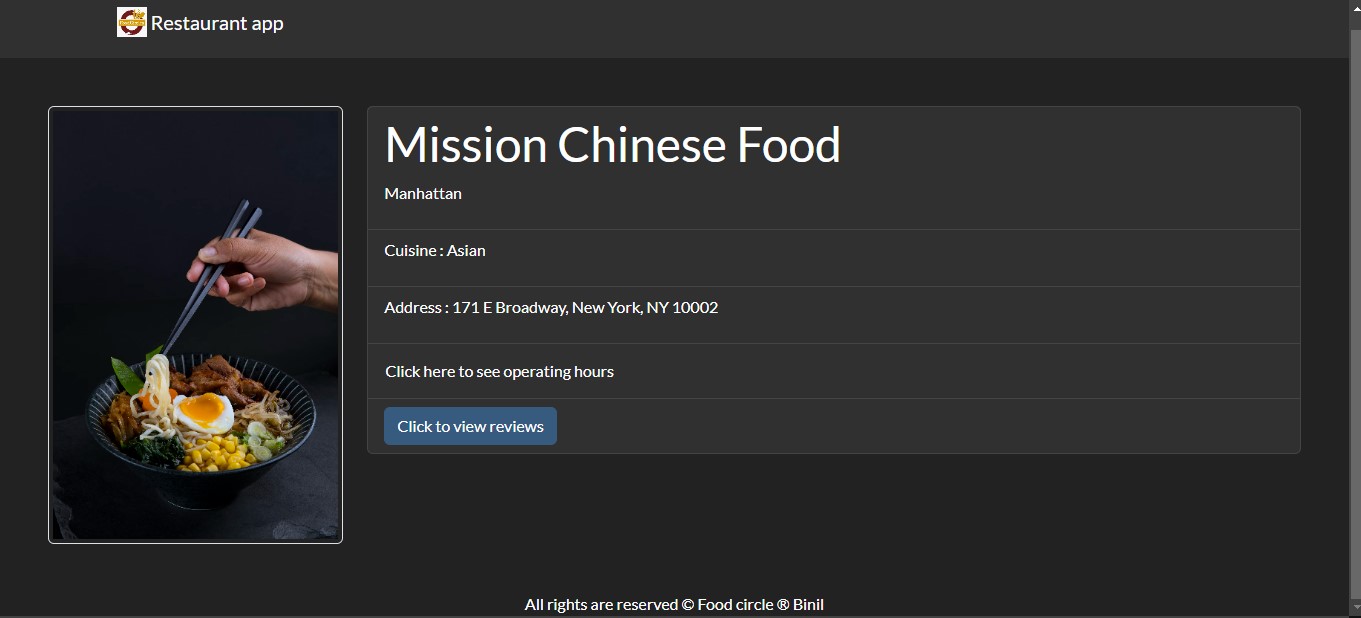 Restaurant app
Mission Chinese Food
Manhattan
Cuisine : Asian
Address : 171 E Broadway, New York, NY 10002
Click here to see operating hours
Click to view reviews
All rights are reserved © Food circle ® Binil